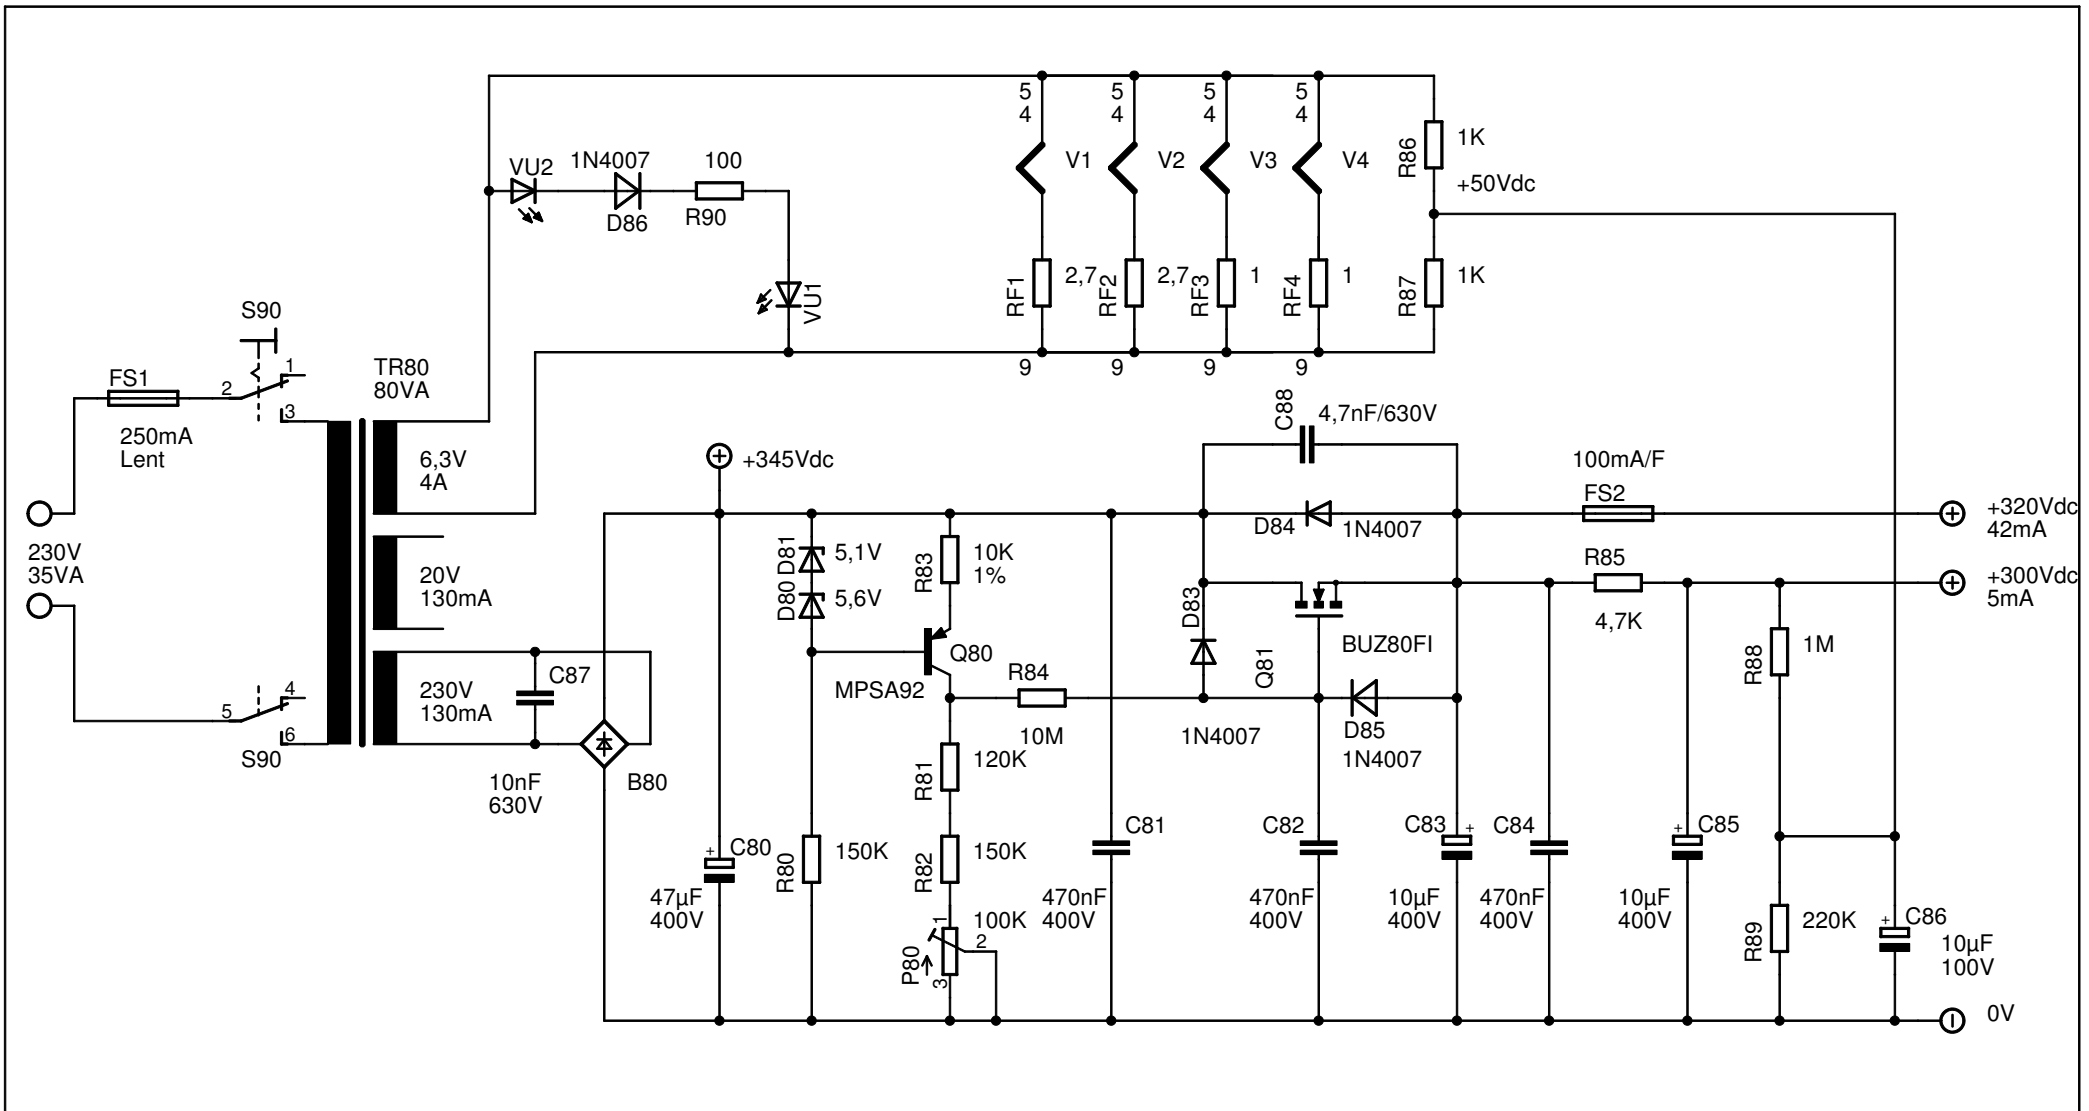 5 5 5 5
4 4 4 4
VU2 1N4007 100
V1 V2 V3 V4
R86 1K
+50Vdc
D86 R90
VU1
RF1 2,7 RF2 2,7 RF3 1 RF4 1 R87 1K
9 9 9 9
S90
FS1 2 1 3
250mA
Lent
TR80
80VA
6,3V
4A
230V
35VA
20V
130mA
230V
130mA
5 4 6
S90
C87
10nF
630V
B80
+345Vdc
C88 4,7nF/630V
100mA/F
FS2
+320Vdc
42mA
D84 1N4007
D81 5,1V
D80 5,6V
R83 10K
1%
D83
R85
4,7K
+300Vdc
5mA
Q80
MPSA92
R84
10M
Q81
BUZ80FI
R88 1M
1N4007
D85
1N4007
R81 120K
+ C80
47µF
400V
R80 150K
R82 150K
C81
470nF
400V
C82
470nF
400V
C83 +
10µF
400V
C84
470nF
400V
+ C85
10µF
400V
P80 1 2 3 100K
R89 220K
+ C86
10µF
100V
0V